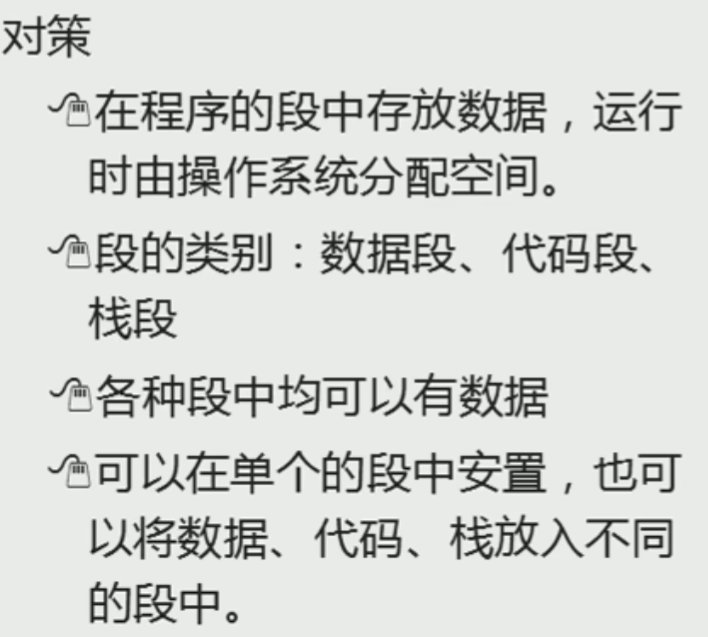 对策
在程序的段中存放数据，运行
时由操作系统分配空间。
段的类别：数据段、代码段、
栈段
各种段中均可以有数据
可以在单个的段中安置，也可
以将数据、代码、栈放入不同
的段中。